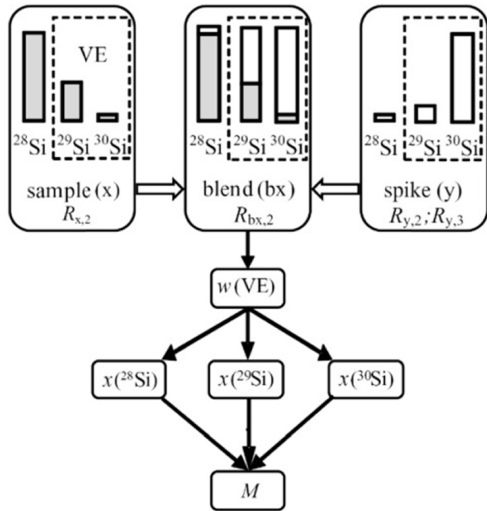 VE
²⁸Si ²⁹Si ³⁰Si
sample (x)
Rx,2
²⁸Si ²⁹Si ³⁰Si
blend (bx)
Rbx,2
²⁸Si ²⁹Si ³⁰Si
spike (y)
Ry,2;Ry,3
w(VE)
x(²⁸Si)
x(²⁹Si)
x(³⁰Si)
M